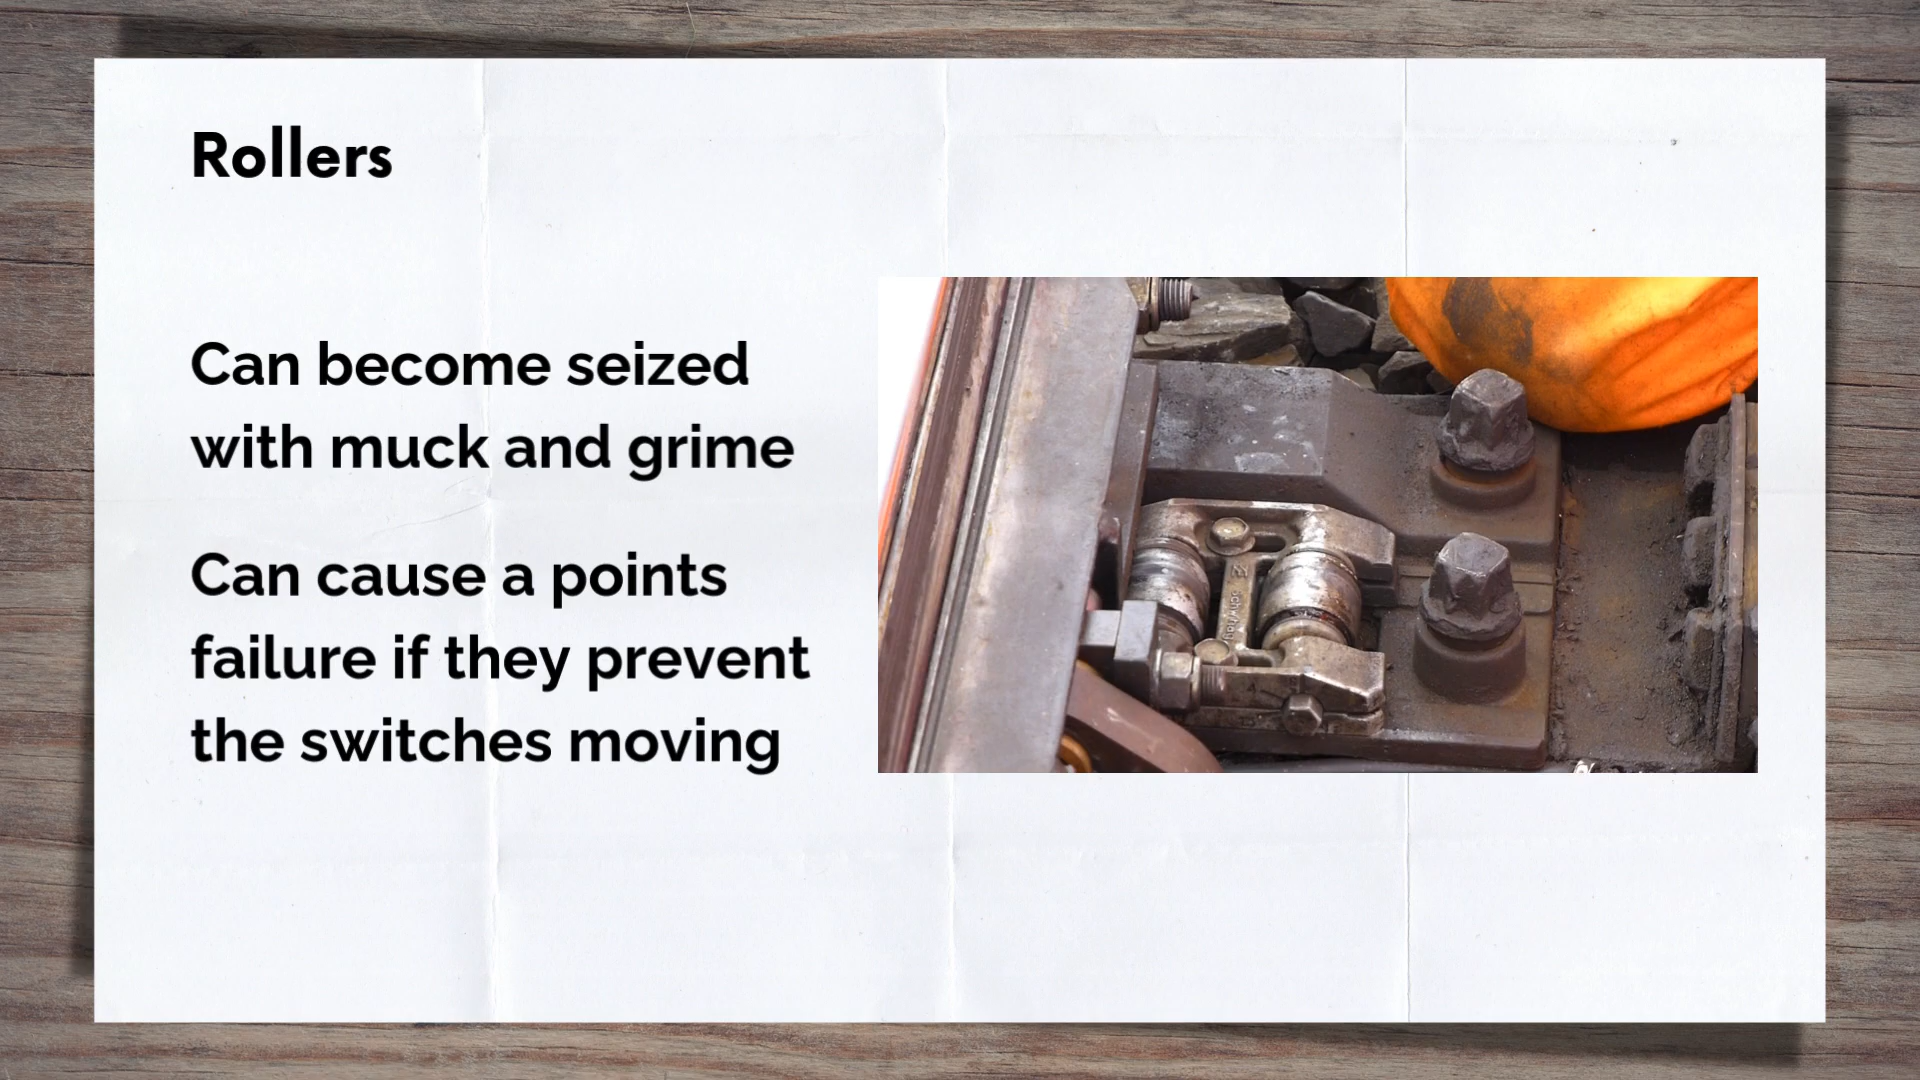 Rollers
Can become seized
with muck and grime
Can cause a points
failure if they prevent
the switches moving